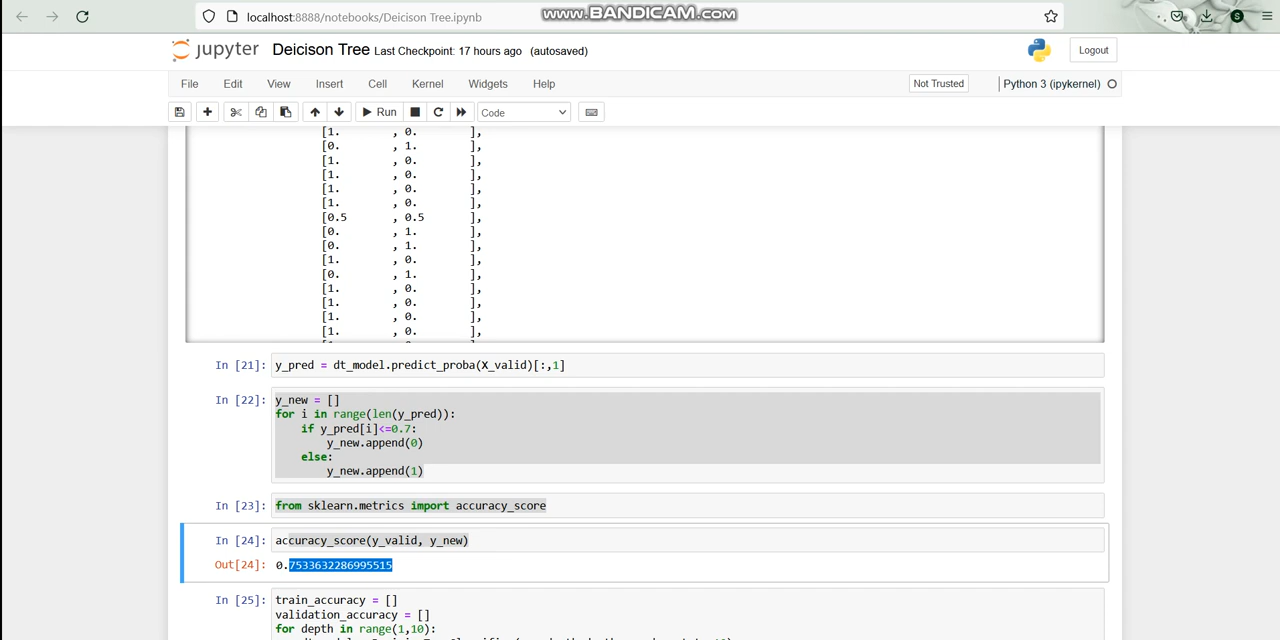 localhost:8888/notebooks/Deicison Tree.ipynb
www.BANDICAM.com
S
jupyter Deicison Tree Last Checkpoint: 17 hours ago (autosaved)
Logout
File Edit View Insert Cell Kernel Widgets Help
Not Trusted
Python 3 (ipykernel)
Run
Code
[1. , 0. ],
[0. , 1. ],
[1. , 0. ],
[1. , 0. ],
[1. , 0. ],
[1. , 0. ],
[0.5 , 0.5 ],
[0. , 1. ],
[0. , 1. ],
[1. , 0. ],
[0. , 1. ],
[1. , 0. ],
[1. , 0. ],
[1. , 0. ],
[1. , 0. ],
In [21]: y_pred = dt_model.predict_proba(X_valid)[:,1]
In [22]: y_new = []
for i in range(len(y_pred)):
if y_pred[i]<=0.7:
y_new.append(0)
else:
y_new.append(1)
In [23]: from sklearn.metrics import accuracy_score
In [24]: accuracy_score(y_valid, y_new)
Out[24]: 0.7533632286995515
In [25]: train_accuracy = []
validation_accuracy = []
for depth in range(1,10):